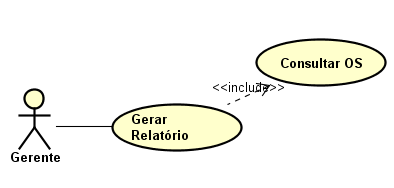 Consultar OS
<<include>>
Gerar
Relatório
Gerente